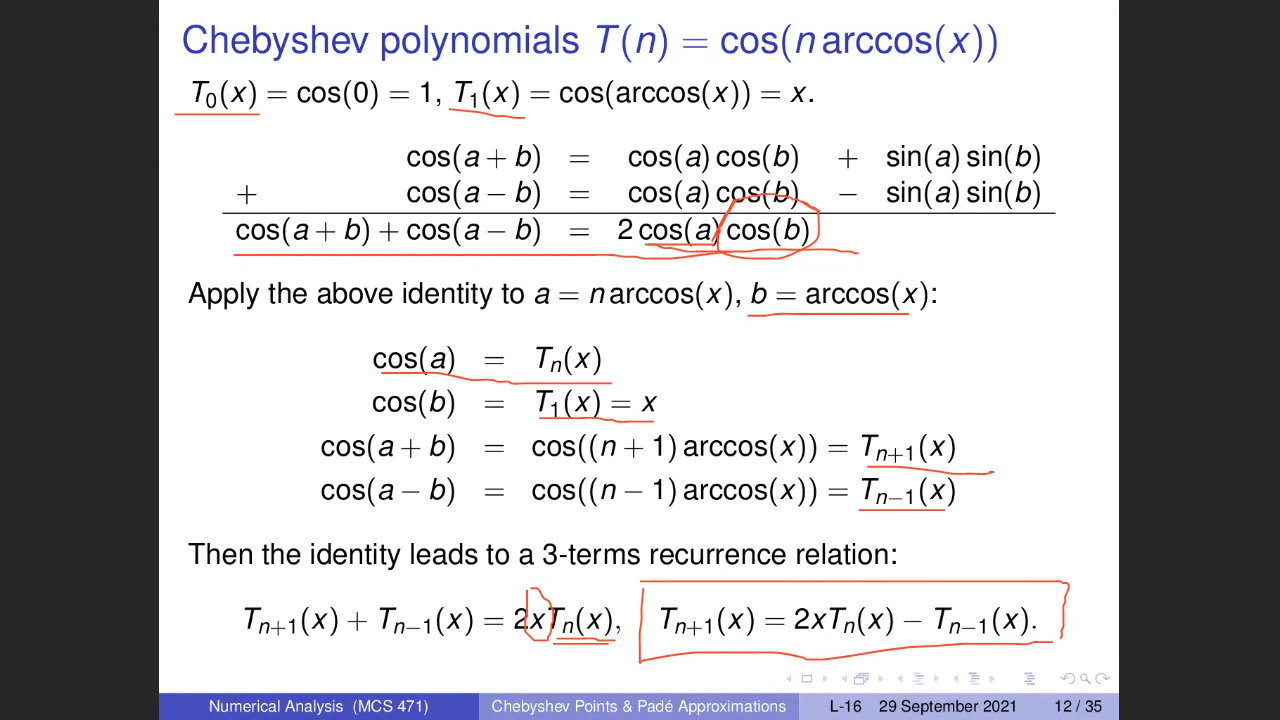 Chebyshev polynomials T(n) = cos(n arccos(x))
T₀(x) = cos(0) = 1, T₁(x) = cos(arccos(x)) = x.
cos(a + b) = cos(a) cos(b) + sin(a) sin(b)
+ cos(a − b) = cos(a) cos(b) − sin(a) sin(b)
cos(a + b) + cos(a − b) = 2 cos(a) cos(b)
Apply the above identity to a = n arccos(x), b = arccos(x):
cos(a) = Tₙ(x)
cos(b) = T₁(x) = x
cos(a + b) = cos((n + 1) arccos(x)) = Tₙ₊₁(x)
cos(a − b) = cos((n − 1) arccos(x)) = Tₙ₋₁(x)
Then the identity leads to a 3-terms recurrence relation:
Tₙ₊₁(x) + Tₙ₋₁(x) = 2xTₙ(x), Tₙ₊₁(x) = 2xTₙ(x) − Tₙ₋₁(x).
Numerical Analysis (MCS 471) Chebyshev Points & Padé Approximations L-16 29 September 2021 12 / 35